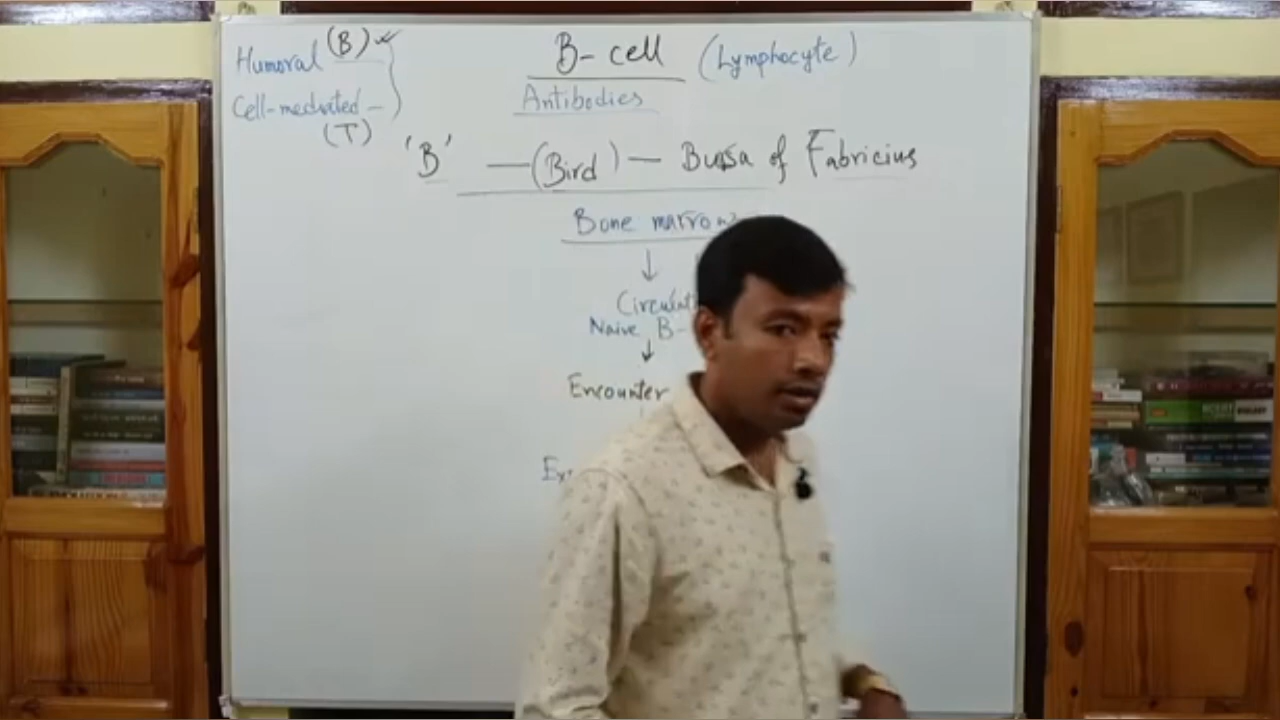 Humoral (B)
Cell-mediated -
(T)
B- cell (Lymphocyte)
Antibodies
'B' — (Bird) — Bursa of Fabricius
Bone marrow
Naive B-
Encounter